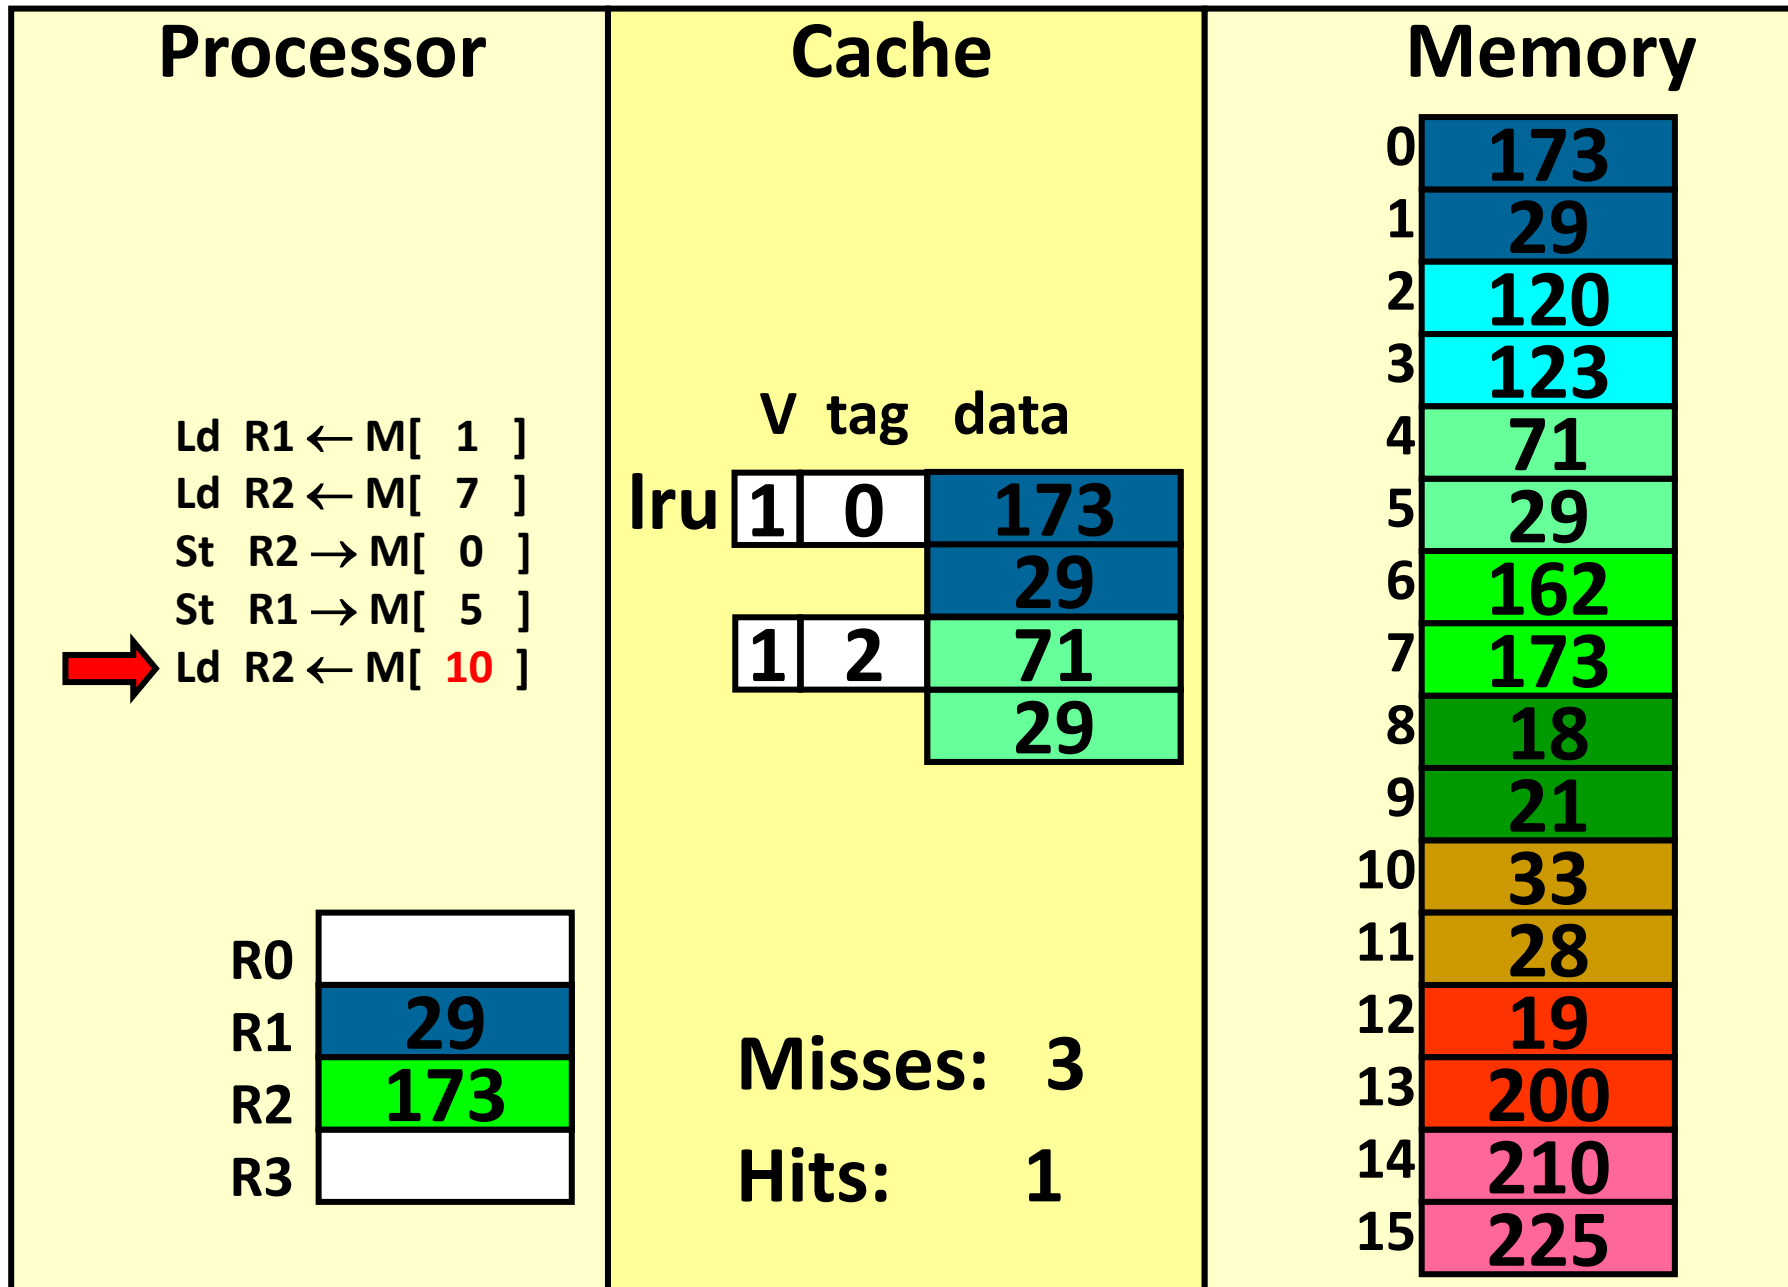 Processor
Ld R1 ← M[ 1 ]
Ld R2 ← M[ 7 ]
St R2 → M[ 0 ]
St R1 → M[ 5 ]
Ld R2 ← M[ 10 ]
R0
R1 29
R2 173
R3
Cache
V tag data
lru 1 0 173
29
1 2 71
29
Misses: 3
Hits: 1
Memory
0 173
1 29
2 120
3 123
4 71
5 29
6 162
7 173
8 18
9 21
10 33
11 28
12 19
13 200
14 210
15 225